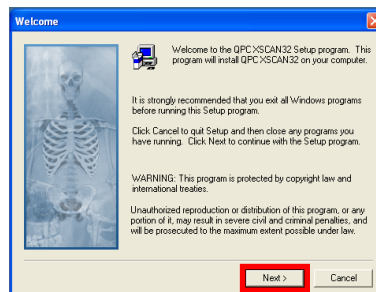 Welcome
Welcome to the QPC XSCAN32 Setup program. This
program will install QPC XSCAN32 on your computer.
It is strongly recommended that you exit all Windows programs
before running this Setup program.
Click Cancel to quit Setup and then close any programs you
have running. Click Next to continue with the Setup program.
WARNING: This program is protected by copyright law and
international treaties.
Unauthorized reproduction or distribution of this program, or any
portion of it, may result in severe civil and criminal penalties, and
will be prosecuted to the maximum extent possible under law.
Next >
Cancel